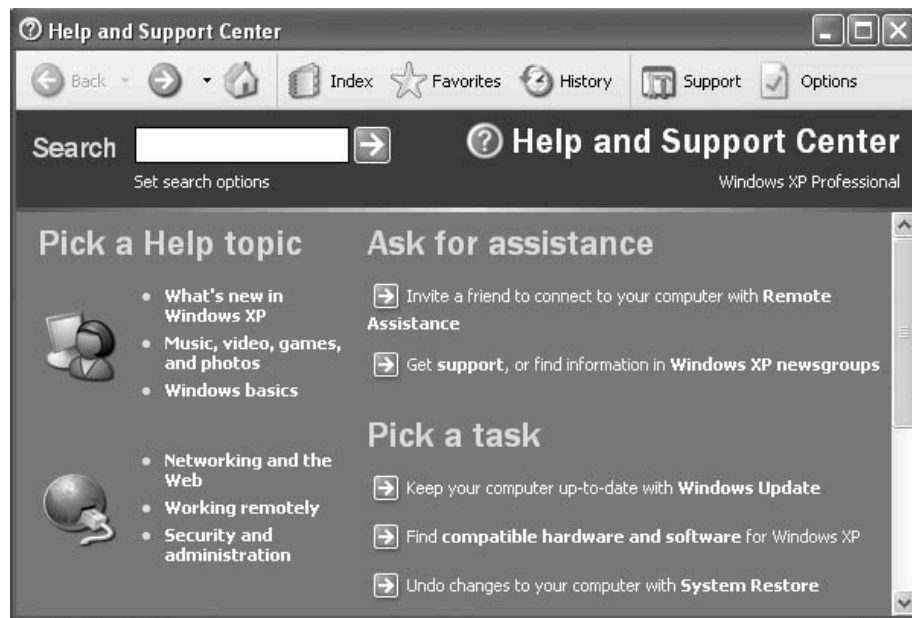 Help and Support Center
Back
Index
Favorites
History
Support
Options
Search
Help and Support Center
Set search options
Windows XP Professional
Pick a Help topic
What's new in
Windows XP
Music, video, games,
and photos
Windows basics
Networking and the
Web
Working remotely
Security and
administration
Ask for assistance
Invite a friend to connect to your computer with Remote
Assistance
Get support, or find information in Windows XP newsgroups
Pick a task
Keep your computer up-to-date with Windows Update
Find compatible hardware and software for Windows XP
Undo changes to your computer with System Restore